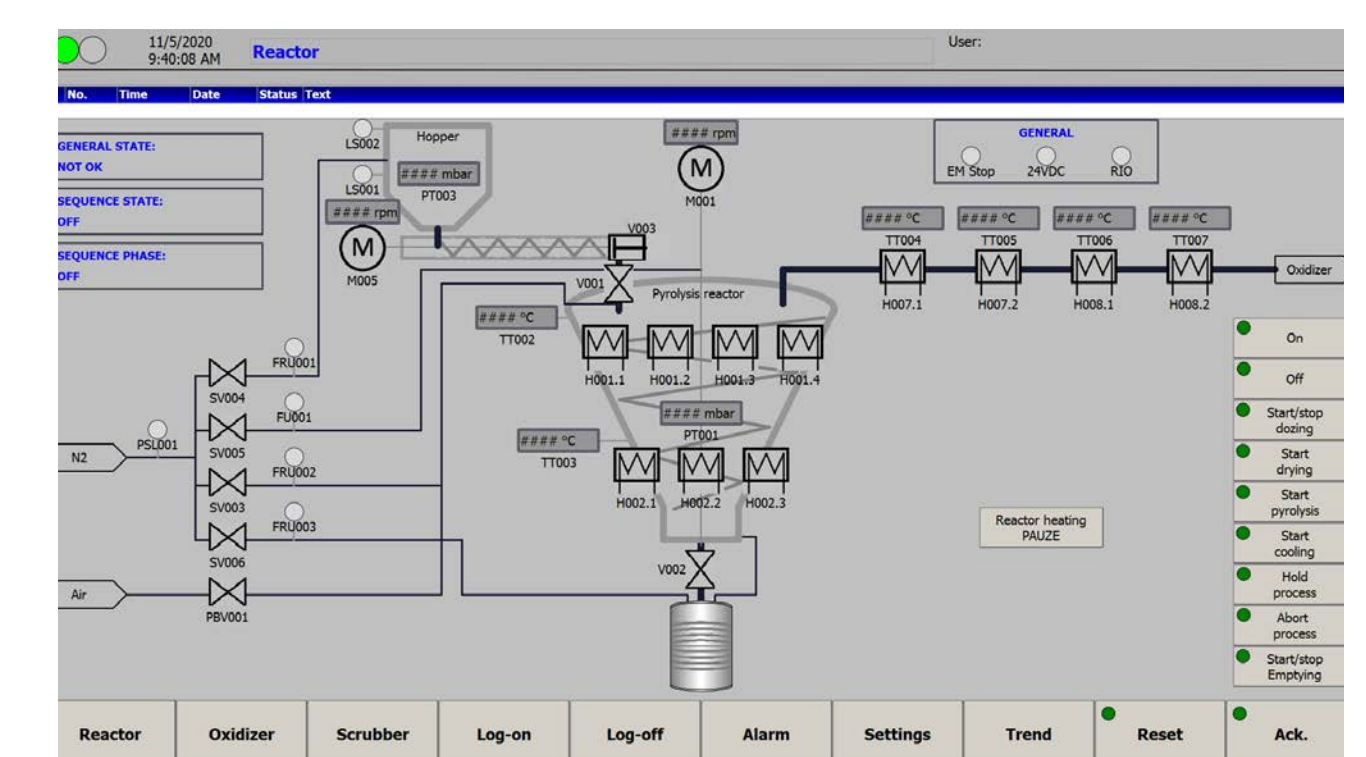 11/5/2020
9:40:08 AM
Reactor
User:
No. Time Date Status Text
GENERAL STATE:
NOT OK
SEQUENCE STATE:
OFF
SEQUENCE PHASE:
OFF
LS002
Hopper
LS001
#### mbar
PT003
#### rpm
M
M005
#### rpm
M
M001
GENERAL
EM Stop 24VDC RIO
V003
V001
Pyrolysis reactor
#### °C #### °C #### °C #### °C
TT004 TT005 TT006 TT007
H007.1 H007.2 H008.1 H008.2
Oxidizer
#### °C
TT002
H001.1 H001.2 H001.3 H001.4
#### mbar
PT001
#### °C
TT003
H002.1 H002.2 H002.3
V002
FRU001
SV004
FU001
PSL001
SV005
N2
FRU002
SV003
FRU003
SV006
Air
PBV001
Reactor heating
PAUZE
On
Off
Start/stop
dozing
Start
drying
Start
pyrolysis
Start
cooling
Hold
process
Abort
process
Start/stop
Emptying
Reactor Oxidizer Scrubber Log-on Log-off Alarm Settings Trend Reset Ack.